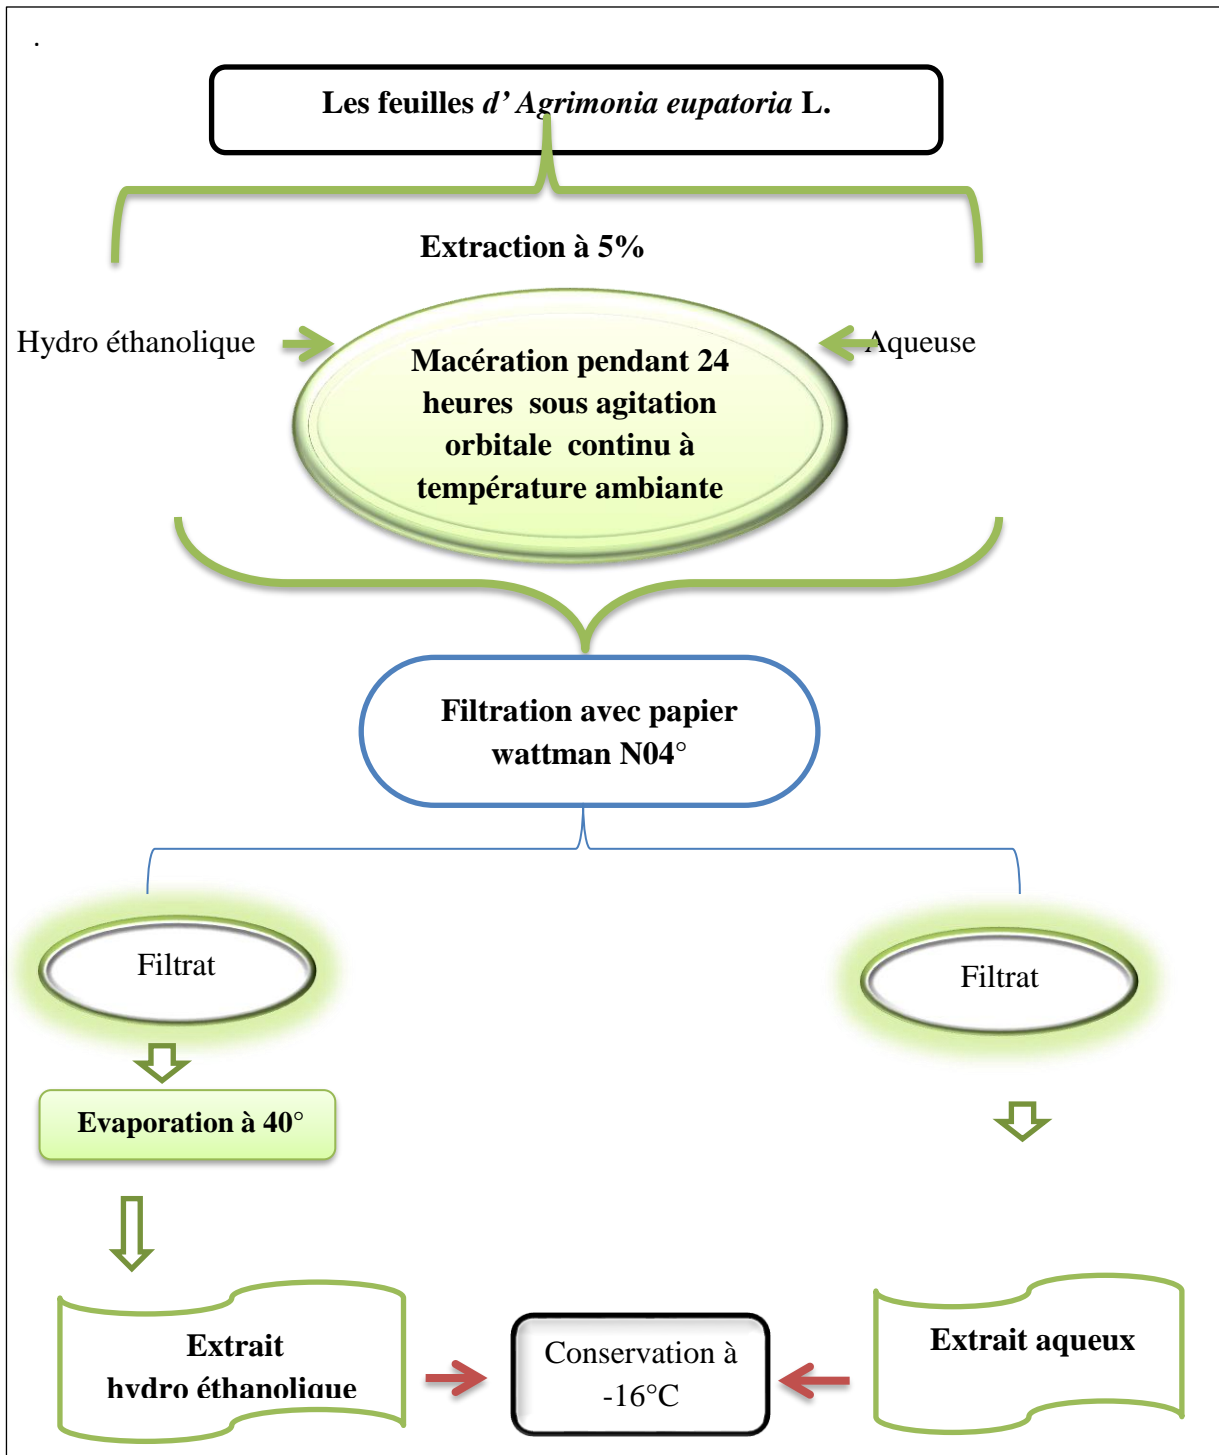 .
Les feuilles d’ Agrimonia eupatoria L.
Extraction à 5%
Hydro éthanolique
Aqueuse
Macération pendant 24
heures sous agitation
orbitale continu à
température ambiante
Filtration avec papier
wattman N04°
Filtrat
Filtrat
Evaporation à 40°
Extrait
hydro éthanolique
Conservation à
-16°C
Extrait aqueux